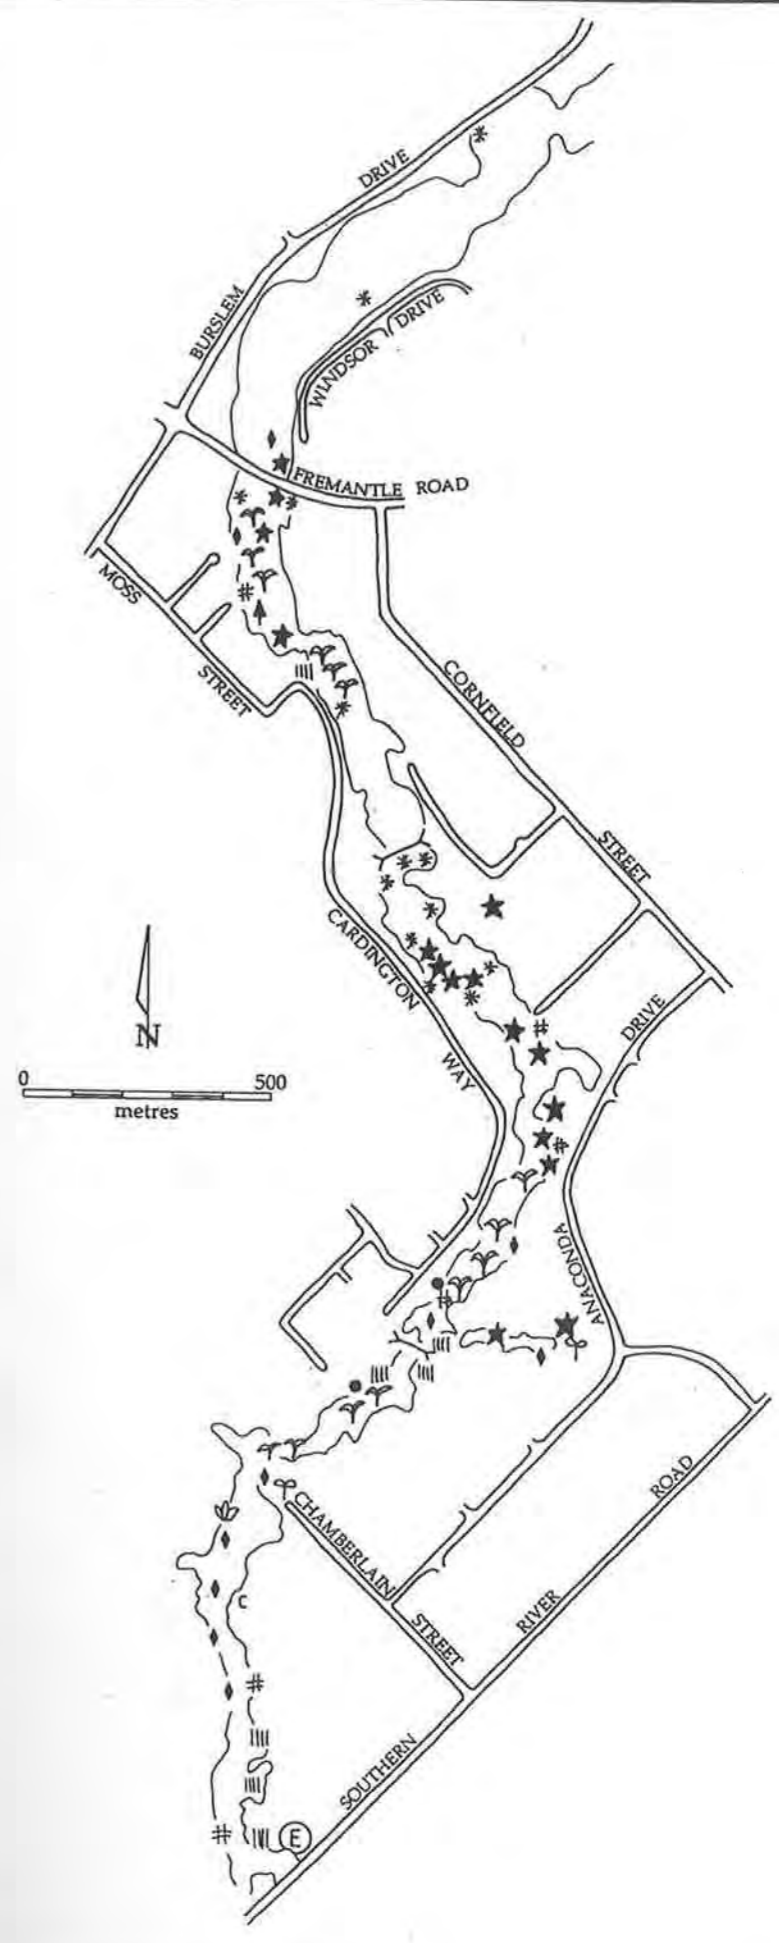 DRIVE
BURSLEM
WINDSOR DRIVE
FREMANTLE ROAD
MOSS
STREET
CORNFIELD
STREET
CARDINGTON
WAY
N
0 500
metres
DRIVE
ANACONDA
CHAMBERLAIN
STREET
ROAD
RIVER
SOUTHERN
C
E